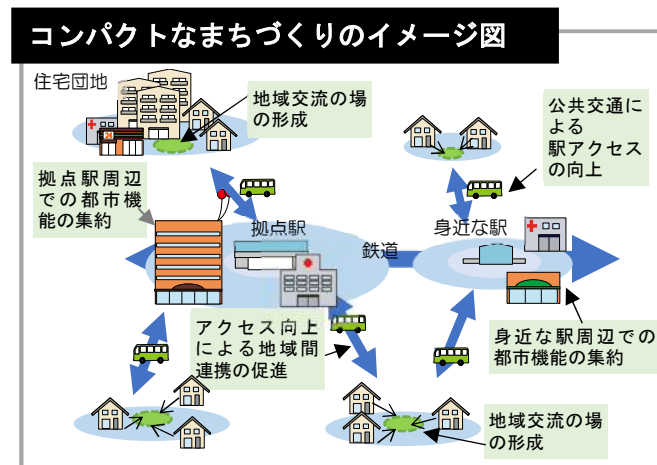 コンパクトなまちづくりのイメージ図
住宅団地
地域交流の場
の形成
公共交通に
よる
駅アクセス
の向上
拠点駅周辺
での都市機
能の集約
拠点駅
鉄道
身近な駅
24
アクセス向上
による地域間
連携の促進
身近な駅周辺での
都市機能の集約
地域交流の場
の形成